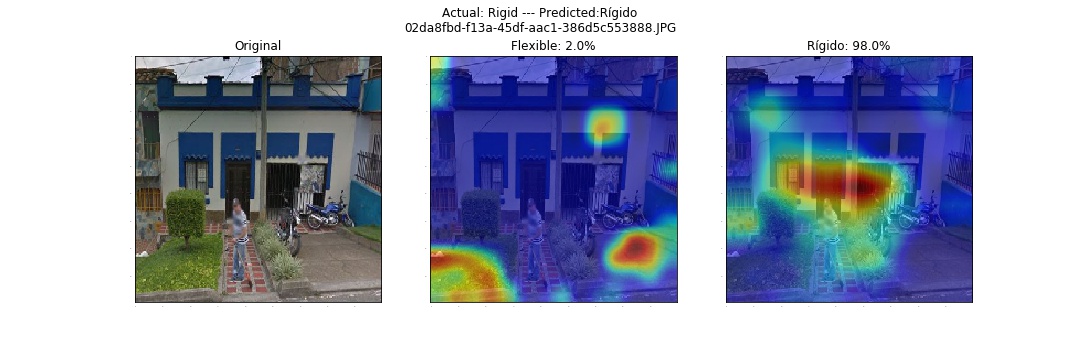 Actual: Rigid --- Predicted:Rígido
02da8fbd-f13a-45df-aac1-386d5c553888.JPG
Original
Flexible: 2.0%
Rígido: 98.0%